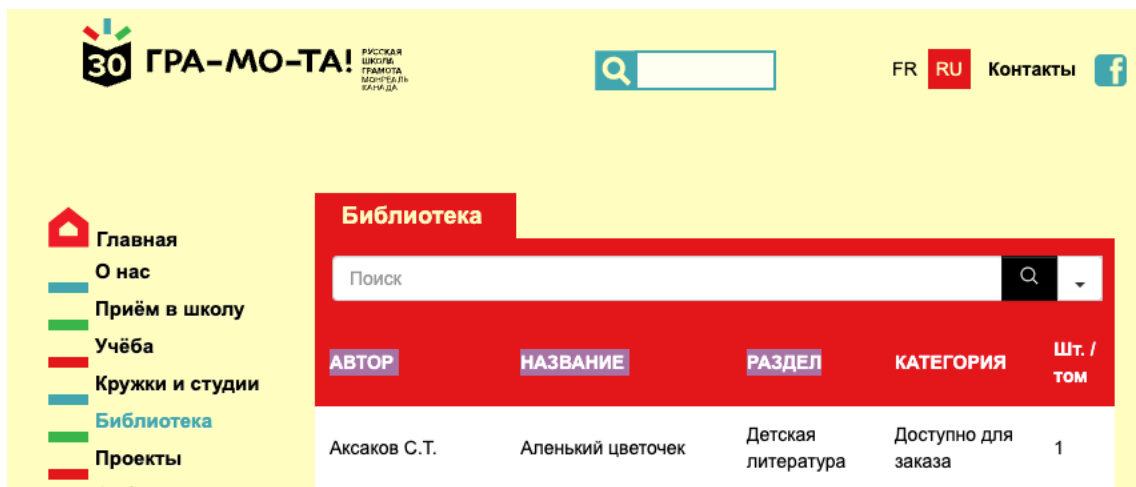 30 ГРА-МО-ТА!
РУССКАЯ
ШКОЛА
ГРАМОТА
МОНРЕАЛЬ
КАНАДА
FR RU Контакты f
Главная
О нас
Приём в школу
Учёба
Кружки и студии
Библиотека
Проекты
Библиотека
Поиск
АВТОР НАЗВАНИЕ РАЗДЕЛ КАТЕГОРИЯ Шт. /
том
Аксаков С.Т. Аленький цветочек Детская
литература Доступно для
заказа 1